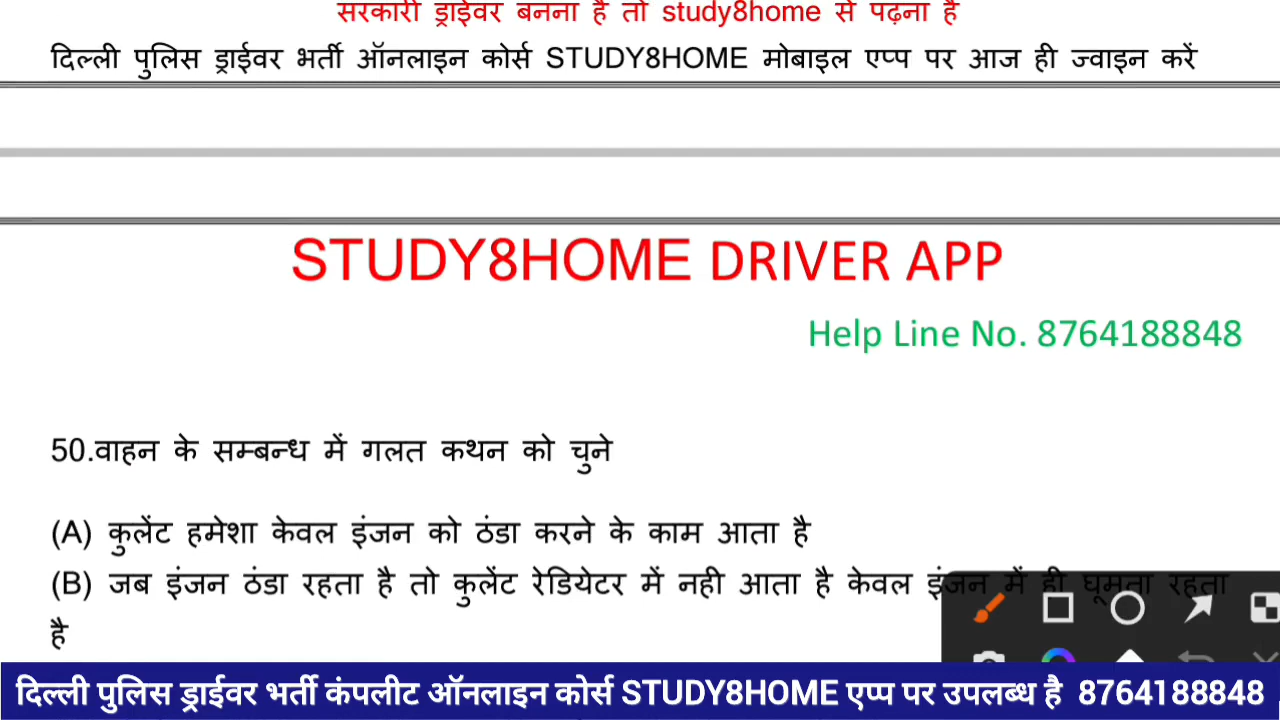 सरकारी ड्राईवर बनना है तो study8home से पढ़ना है
दिल्ली पुलिस ड्राईवर भर्ती ऑनलाइन कोर्स STUDY8HOME मोबाइल एप्प पर आज ही ज्वाइन करें
STUDY8HOME DRIVER APP
Help Line No. 8764188848
50.वाहन के सम्बन्ध में गलत कथन को चुने
(A) कुलेंट हमेशा केवल इंजन को ठंडा करने के काम आता है
(B) जब इंजन ठंडा रहता है तो कुलेंट रेडियेटर में नही आता है केवल इंजन में ही घूमता रहता
है
दिल्ली पुलिस ड्राईवर भर्ती कंपलीट ऑनलाइन कोर्स STUDY8HOME एप्प पर उपलब्ध है 8764188848